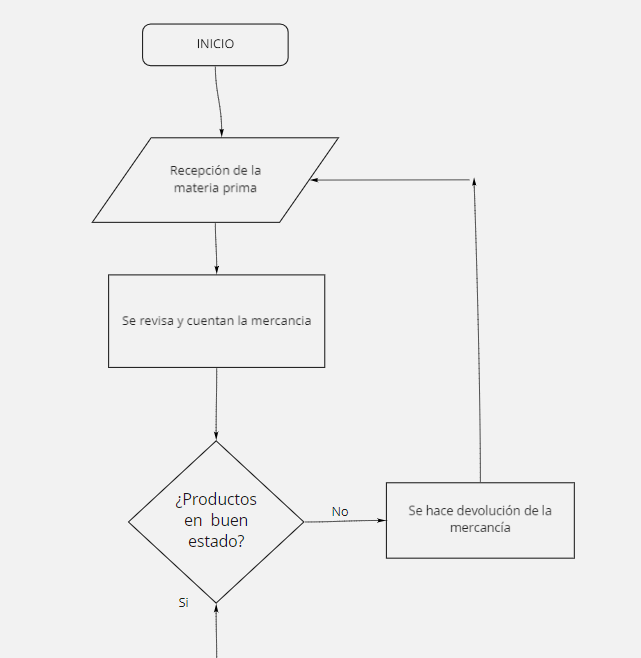 INICIO
Recepción de la
materia prima
Se revisa y cuentan la mercancia
¿Productos
en buen
estado?
No
Se hace devolución de la
mercancía
Si